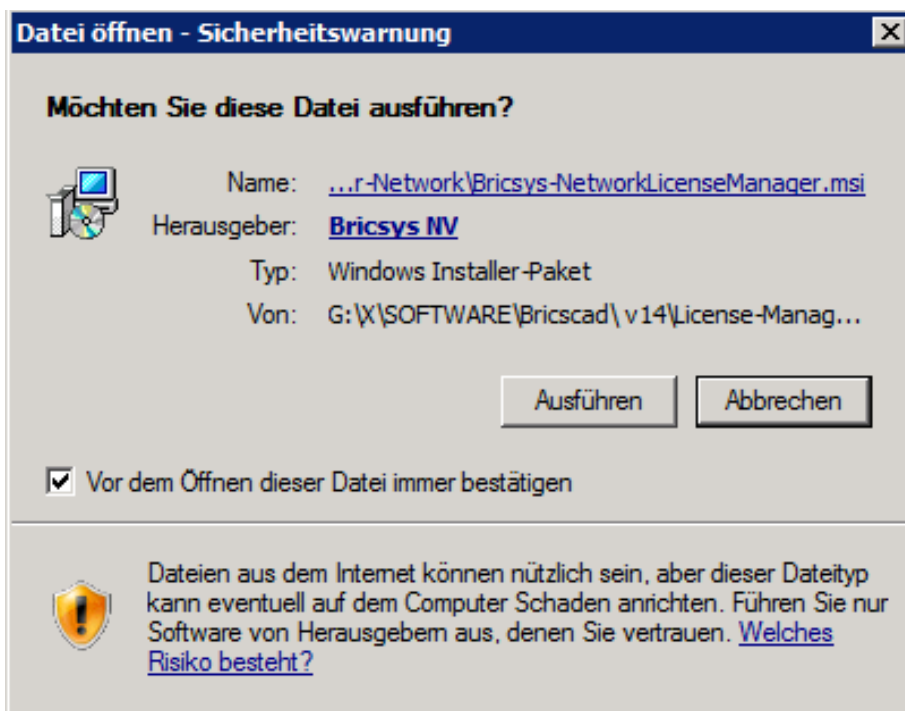 Datei öffnen - Sicherheitswarnung
Möchten Sie diese Datei ausführen?
Name: ...r-Network\Bricsys-NetworkLicenseManager.msi
Herausgeber: Bricsys NV
Typ: Windows Installer-Paket
Von: G:\X\SOFTWARE\Bricscad\ v14\License-Manag...
Ausführen Abbrechen
Vor dem Öffnen dieser Datei immer bestätigen
Dateien aus dem Internet können nützlich sein, aber dieser Dateityp
kann eventuell auf dem Computer Schaden anrichten. Führen Sie nur
Software von Herausgebern aus, denen Sie vertrauen. Welches
Risiko besteht?